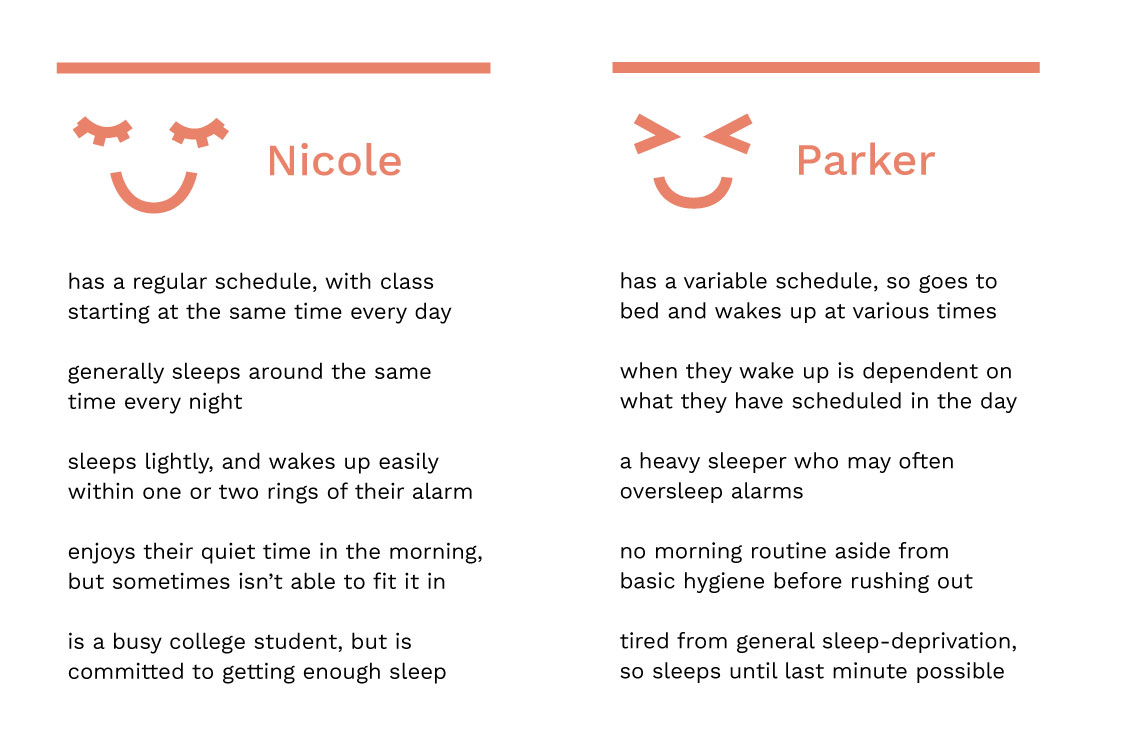 Nicole
has a regular schedule, with class
starting at the same time every day
generally sleeps around the same
time every night
sleeps lightly, and wakes up easily
within one or two rings of their alarm
enjoys their quiet time in the morning,
but sometimes isn’t able to fit it in
is a busy college student, but is
committed to getting enough sleep
Parker
has a variable schedule, so goes to
bed and wakes up at various times
when they wake up is dependent on
what they have scheduled in the day
a heavy sleeper who may often
oversleep alarms
no morning routine aside from
basic hygiene before rushing out
tired from general sleep-deprivation,
so sleeps until last minute possible